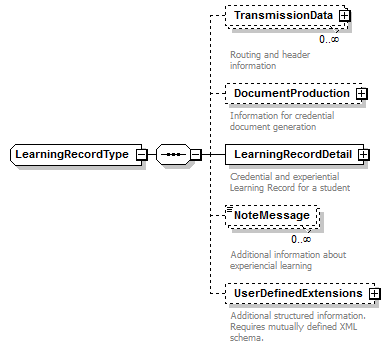 TransmissionData
0..∞
Routing and header
information
DocumentProduction
Information for credential
document generation
LearningRecordType
LearningRecordDetail
Credential and experiential
Learning Record for a student
NoteMessage
0..∞
Additional information about
experiencial learning
UserDefinedExtensions
Additional structured information.
Requires mutually defined XML
schema.